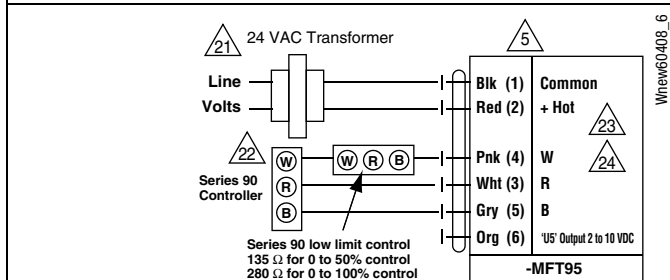 21 24 VAC Transformer
5
Wnew60408_6
Line
Volts
Blk (1) Common
Red (2) + Hot
23
22
W
W R B
Pnk (4) W
24
Series 90
Controller
R
Wht (3) R
B
Gry (5) B
Org (6) 'U5' Output 2 to 10 VDC
Series 90 low limit control
135 Ω for 0 to 50% control
280 Ω for 0 to 100% control
-MFT95